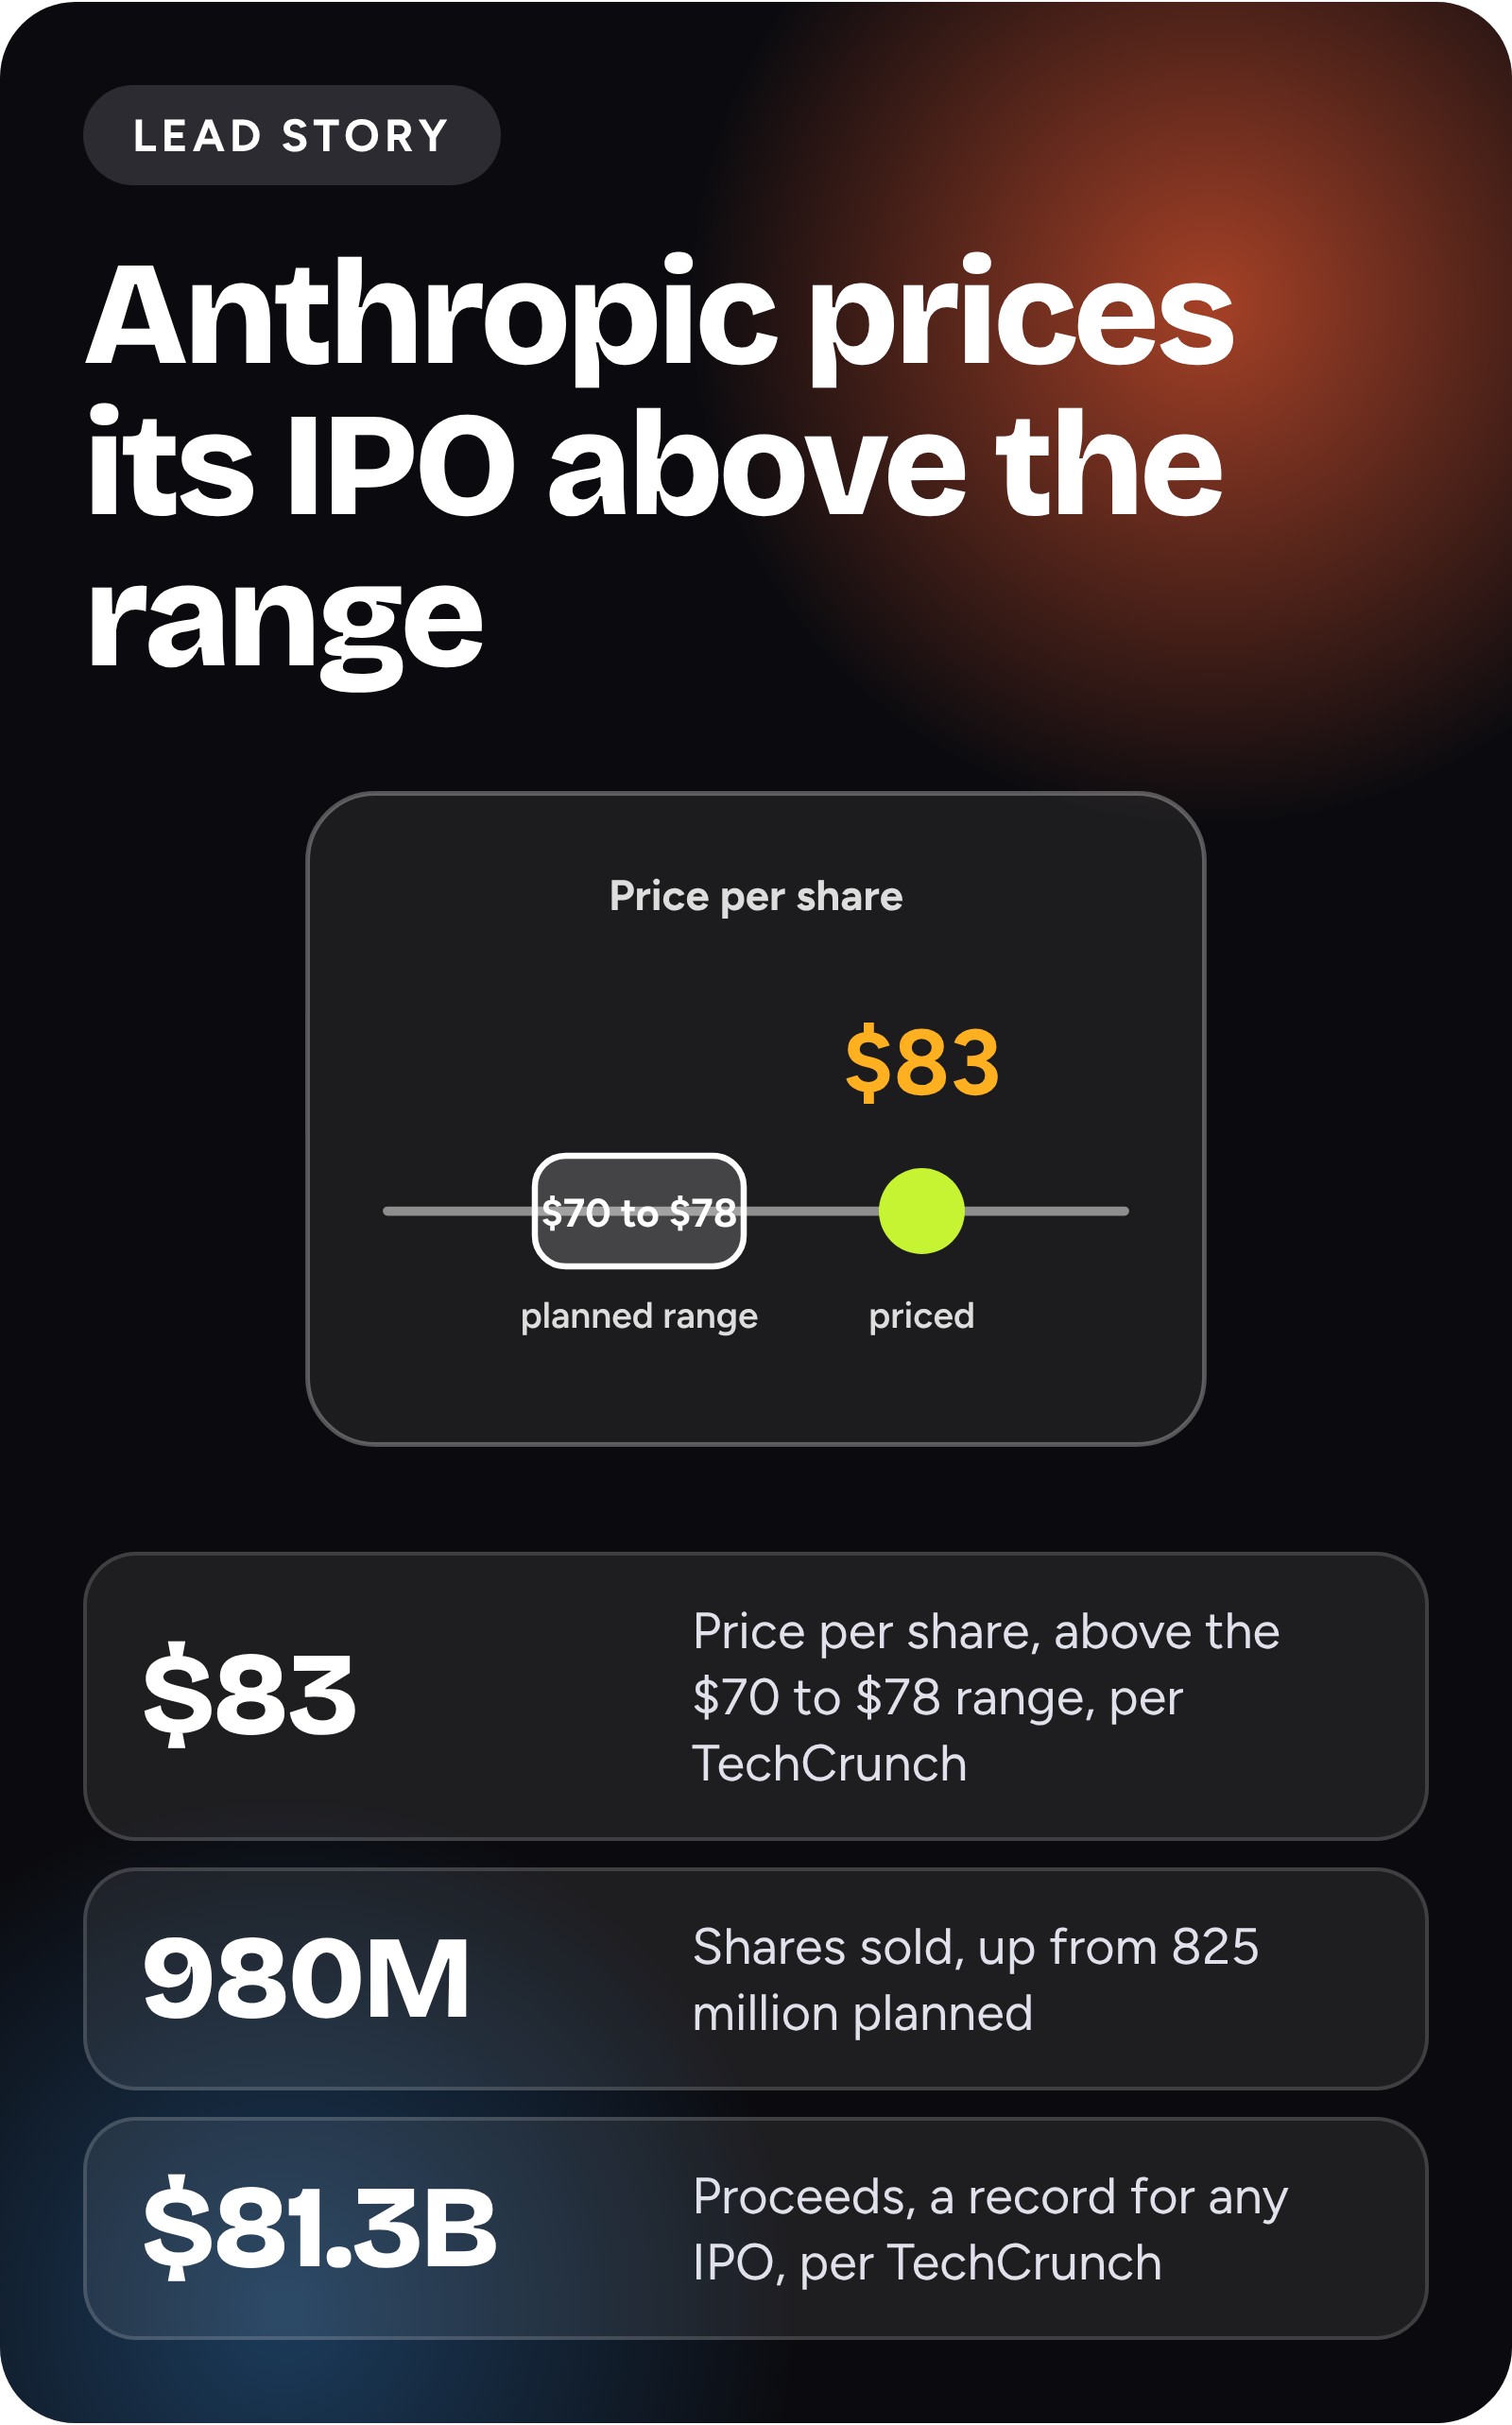 LEAD STORY
Anthropic prices
its IPO above the
range
Price per share
$83
$70 to $78
planned range
priced
$83
Price per share, above the
$70 to $78 range, per
TechCrunch
980M
Shares sold, up from 825
million planned
$81.3B
Proceeds, a record for any
IPO, per TechCrunch